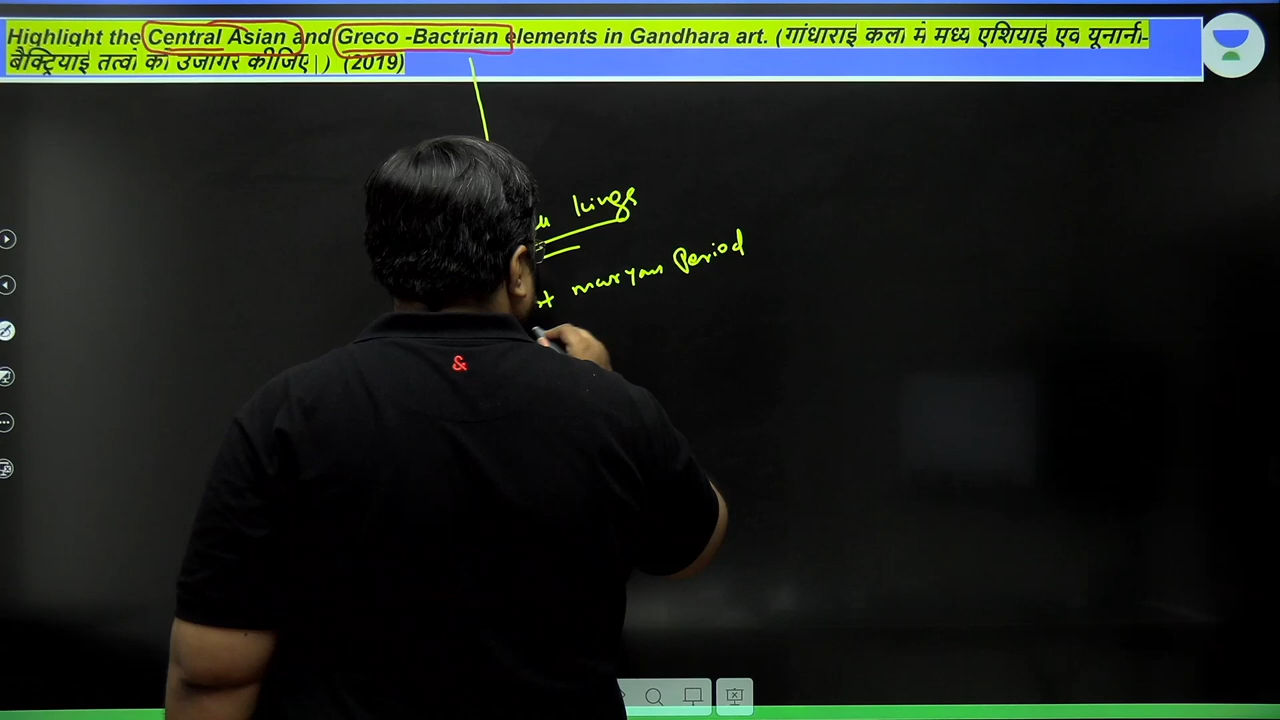 Highlight the Central Asian and Greco -Bactrian elements in Gandhara art. (गांधाराई कला में मध्य एशियाई एवं यूनानी-
बैक्ट्रियाई तत्वों को उजागर कीजिए|) (2019)
kings
mauryan Period
&